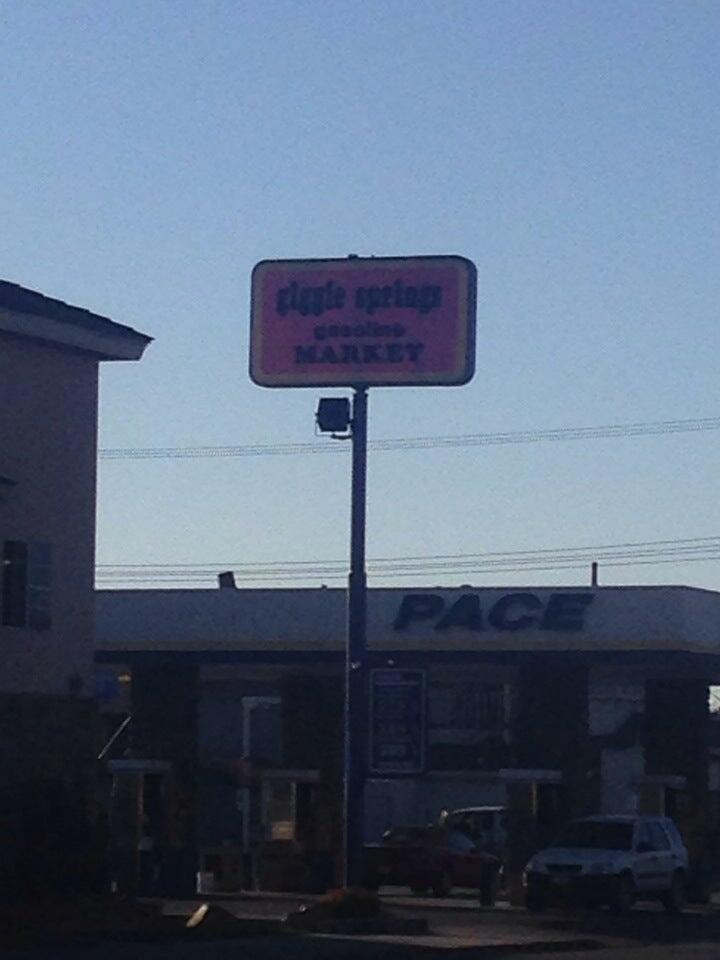 giggle springs
gasoline
MARKET
PACE